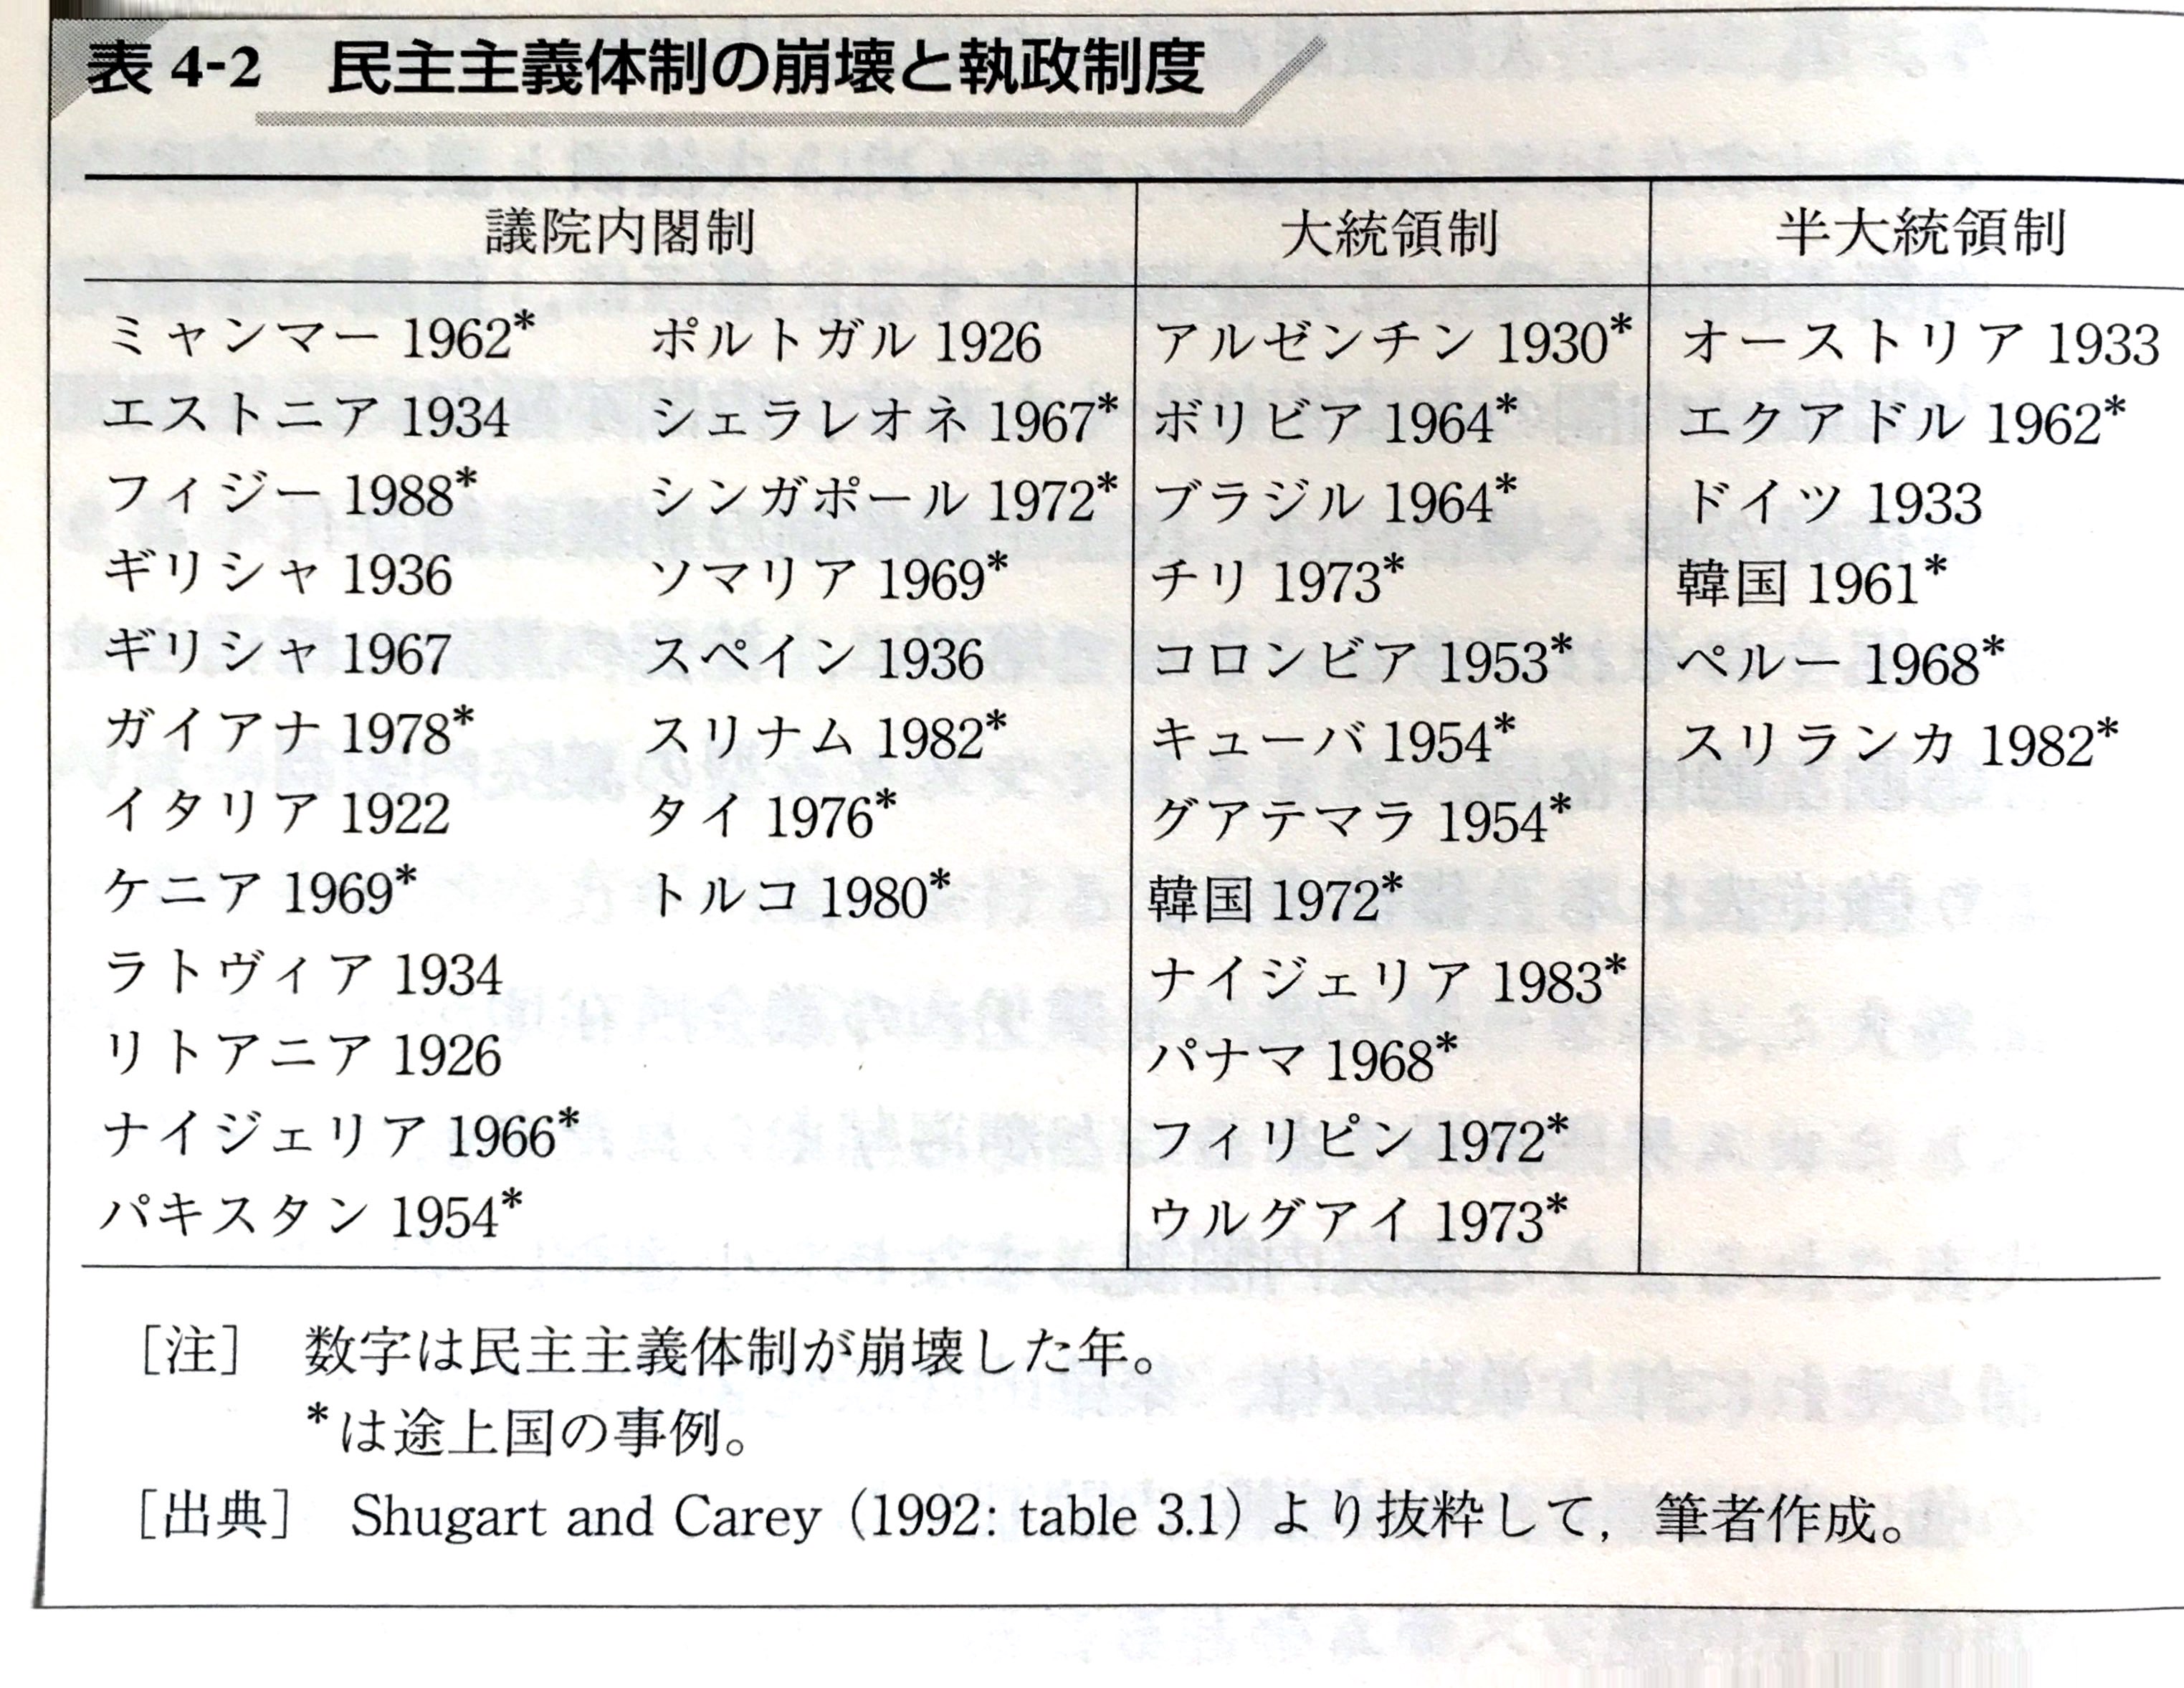 表 4-2 民主主義体制の崩壊と執政制度
議院内閣制 大統領制 半大統領制
ミャンマー 1962* ポルトガル 1926 アルゼンチン 1930* オーストリア 1933
エストニア 1934 シェラレオネ 1967* ボリビア 1964* エクアドル 1962*
フィジー 1988* シンガポール 1972* ブラジル 1964* ドイツ 1933
ギリシャ 1936 ソマリア 1969* チリ 1973* 韓国 1961*
ギリシャ 1967 スペイン 1936 コロンビア 1953* ペルー 1968*
ガイアナ 1978* スリナム 1982* キューバ 1954* スリランカ 1982*
イタリア 1922 タイ 1976* グアテマラ 1954*
ケニア 1969* トルコ 1980* 韓国 1972*
ラトヴィア 1934 ナイジェリア 1983*
リトアニア 1926 パナマ 1968*
ナイジェリア 1966* フィリピン 1972*
パキスタン 1954* ウルグアイ 1973*
［注］ 数字は民主主義体制が崩壊した年。
*は途上国の事例。
［出典］ Shugart and Carey（1992: table 3.1）より抜粋して，筆者作成。